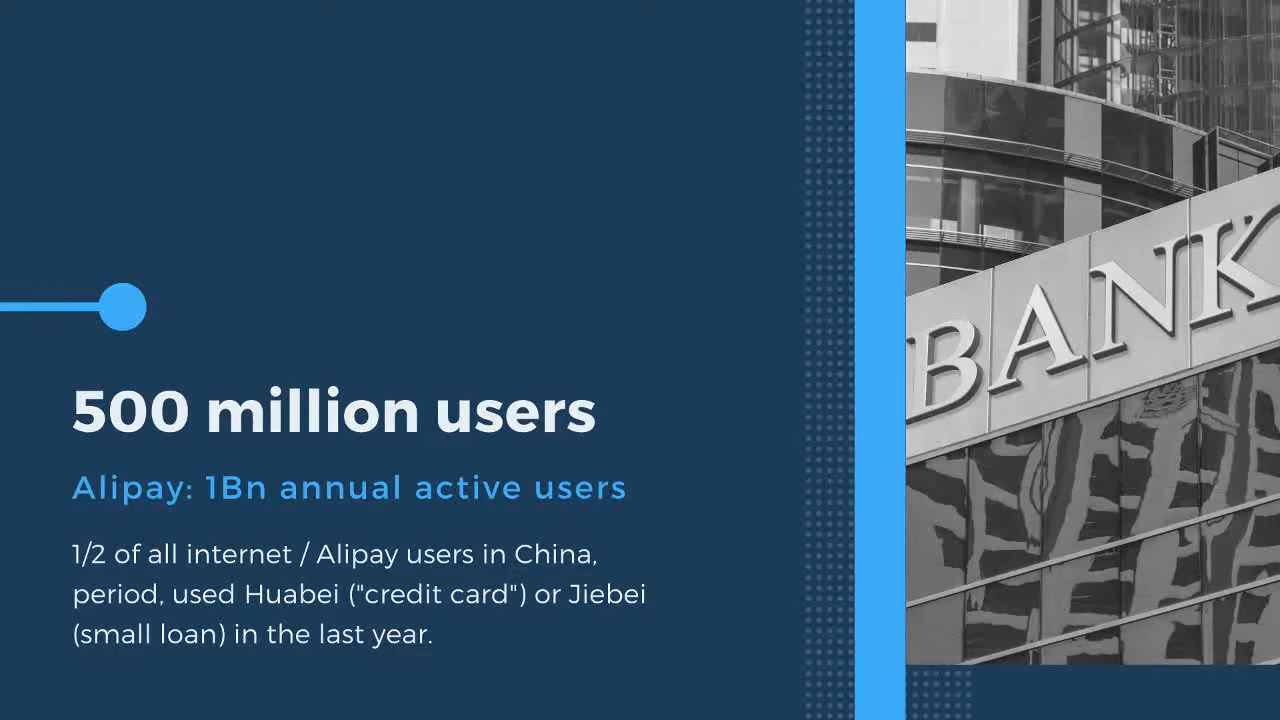 500 million users
Alipay: 1Bn annual active users
1/2 of all internet / Alipay users in China,
period, used Huabei ("credit card") or Jiebei
(small loan) in the last year.
BANK